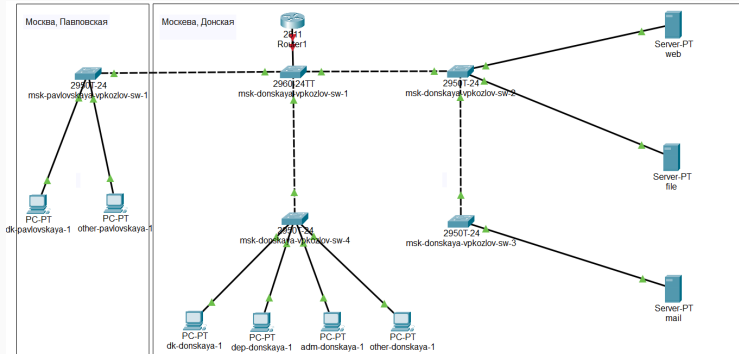 Москва, Павловская
Москева, Донская
2811
Router1
2950T-24
msk-pavlovskaya-vpkozlov-sw-1
2960-24TT
msk-donskaya-vpkozlov-sw-1
2950T-24
msk-donskaya-vpkozlov-sw-2
Server-PT
web
Server-PT
file
PC-PT
dk-pavlovskaya-1
PC-PT
other-pavlovskaya-1
2950T-24
msk-donskaya-vpkozlov-sw-4
2950T-24
msk-donskaya-vpkozlov-sw-3
Server-PT
mail
PC-PT
dk-donskaya-1
PC-PT
dep-donskaya-1
PC-PT
adm-donskaya-1
PC-PT
other-donskaya-1